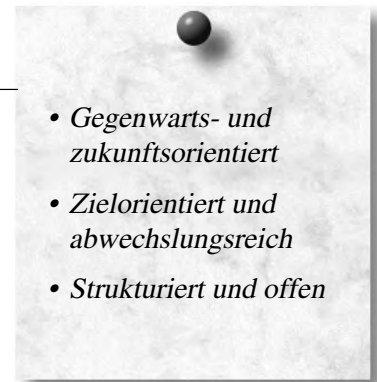 • Gegenwarts- und
zukunftsorientiert
• Zielorientiert und
abwechslungsreich
• Strukturiert und offen